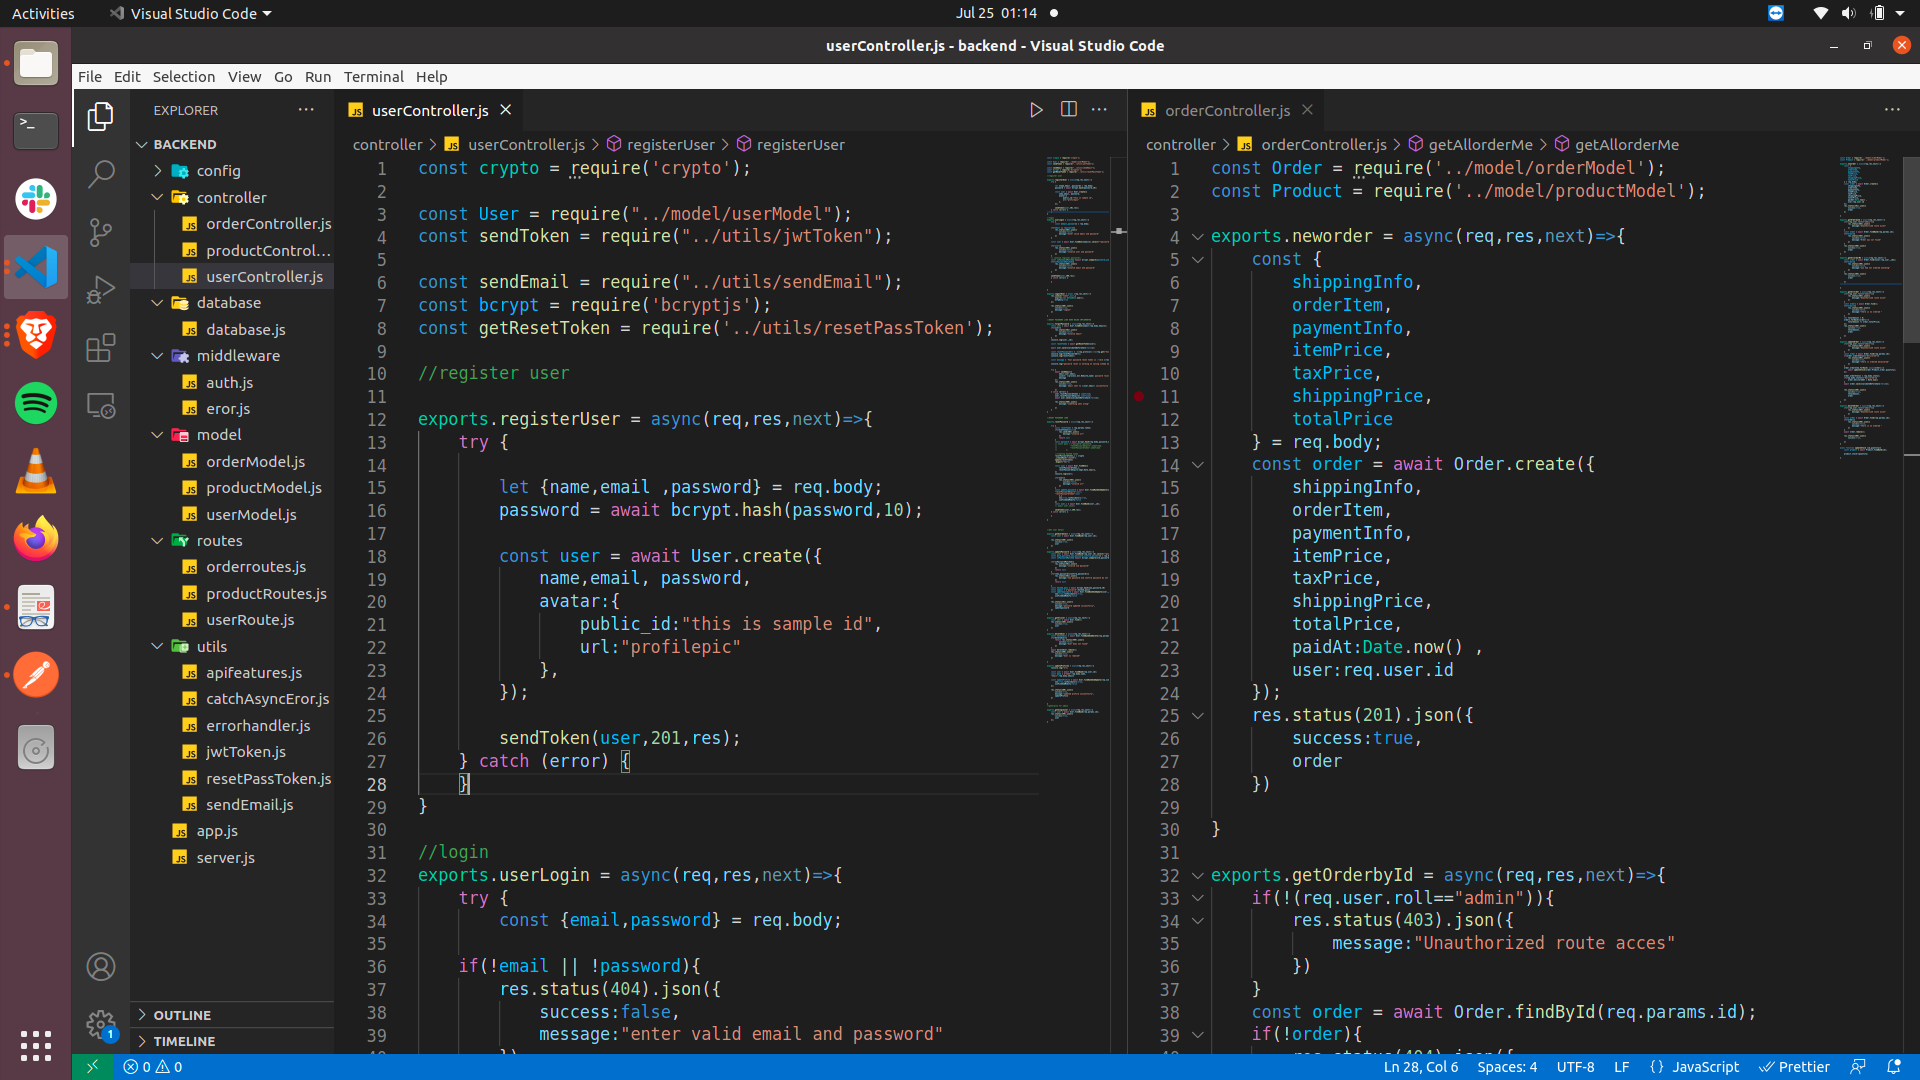 Activities
Visual Studio Code
Jul 25 01:14
userController.js - backend - Visual Studio Code
File Edit Selection View Go Run Terminal Help
EXPLORER
BACKEND
config
controller
orderController.js
productControl...
userController.js
database
database.js
middleware
auth.js
eror.js
model
orderModel.js
productModel.js
userModel.js
routes
orderroutes.js
productRoutes.js
userRoute.js
utils
apifeatures.js
catchAsyncEror.js
errorhandler.js
jwtToken.js
resetPassToken.js
sendEmail.js
app.js
server.js
OUTLINE
TIMELINE
1
userController.js
controller > userController.js > registerUser > registerUser
1 const crypto = require('crypto');
2
3 const User = require("../model/userModel");
4 const sendToken = require("../utils/jwtToken");
5
6 const sendEmail = require("../utils/sendEmail");
7 const bcrypt = require('bcryptjs');
8 const getResetToken = require('../utils/resetPassToken');
9
10 //register user
11
12 exports.registerUser = async(req,res,next)=>{
13 try {
14
15 let {name,email ,password} = req.body;
16 password = await bcrypt.hash(password,10);
17
18 const user = await User.create({
19 name,email, password,
20 avatar:{
21 public_id:"this is sample id",
22 url:"profilepic"
23 },
24 });
25
26 sendToken(user,201,res);
27 } catch (error) {
28 }
29 }
30
31 //login
32 exports.userLogin = async(req,res,next)=>{
33 try {
34 const {email,password} = req.body;
35
36 if(!email || !password){
37 res.status(404).json({
38 success:false,
39 message:"enter valid email and password"
orderController.js
controller > orderController.js > getAllorderMe > getAllorderMe
1 const Order = require('../model/orderModel');
2 const Product = require('../model/productModel');
3
4 exports.neworder = async(req,res,next)=>{
5 const {
6 shippingInfo,
7 orderItem,
8 paymentInfo,
9 itemPrice,
10 taxPrice,
11 shippingPrice,
12 totalPrice
13 } = req.body;
14 const order = await Order.create({
15 shippingInfo,
16 orderItem,
17 paymentInfo,
18 itemPrice,
19 taxPrice,
20 shippingPrice,
21 totalPrice,
22 paidAt:Date.now() ,
23 user:req.user.id
24 });
25 res.status(201).json({
26 success:true,
27 order
28 })
29
30 }
31
32 exports.getOrderbyId = async(req,res,next)=>{
33 if(!(req.user.roll=="admin")){
34 res.status(403).json({
35 message:"Unauthorized route acces"
36 })
37 }
38 const order = await Order.findById(req.params.id);
39 if(!order){
0 0
Ln 28, Col 6 Spaces: 4 UTF-8 LF {} JavaScript Prettier